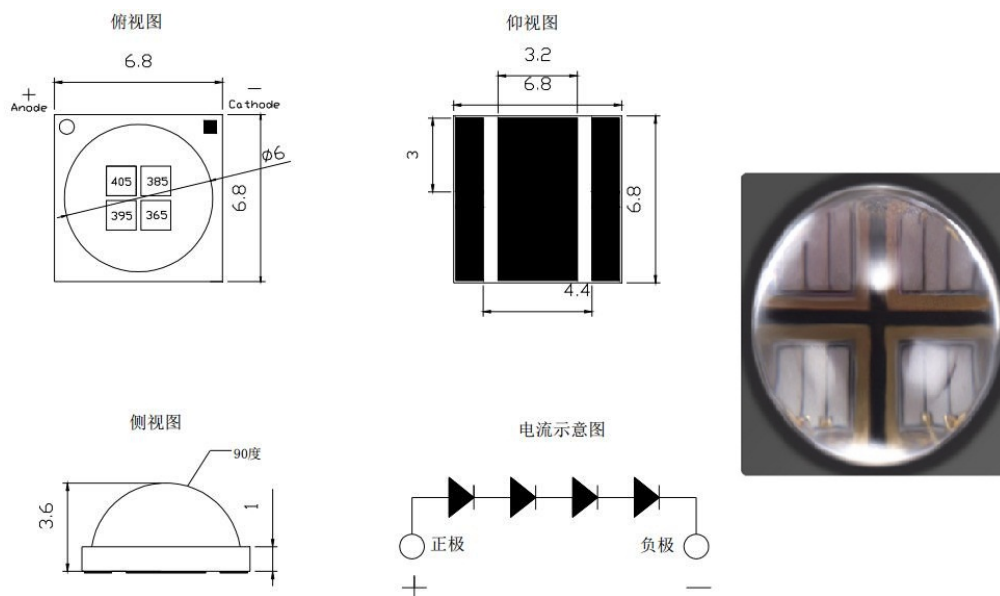 俯视图
6.8
+
Anode
—
Cathode
ø6
405
385
395
365
6.8
仰视图
3.2
6.8
3
6.8
4.4
侧视图
90度
3.6
1
电流示意图
正极
负极
+
—